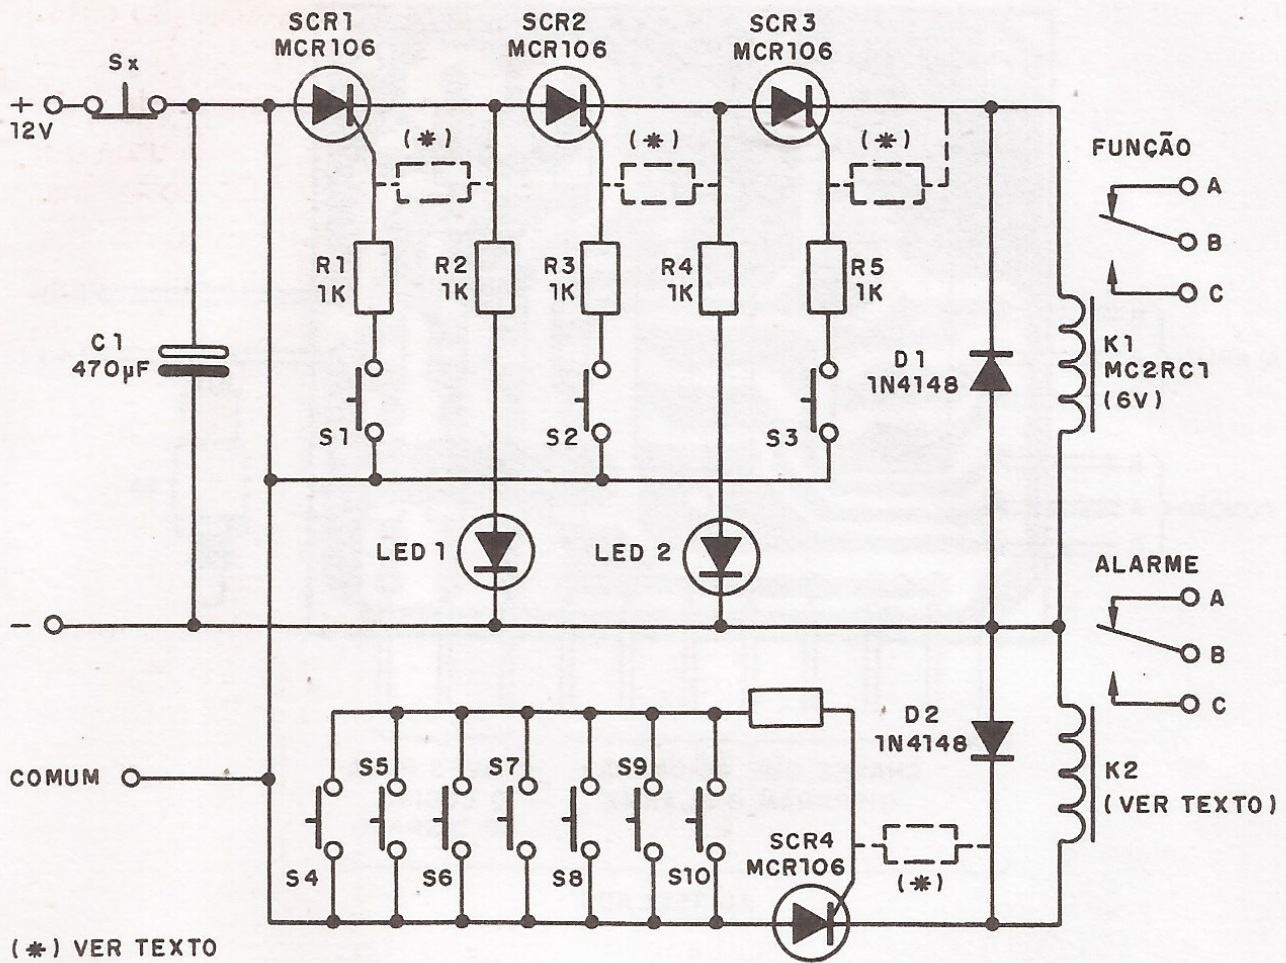 SCR1
MCR106
SCR2
MCR106
SCR3
MCR106
Sx
+
12V
(*)
(*)
(*)
FUNÇÃO
A
B
C
R1
1K
R2
1K
R3
1K
R4
1K
R5
1K
C1
470µF
D1
1N4148
K1
MC2RC1
(6V)
S1
S2
S3
LED 1
LED 2
ALARME
A
B
C
-
D2
1N4148
COMUM
S5
S7
S9
K2
(VER TEXTO)
S4
S6
S8
S10
SCR4
MCR106
(*)
(*) VER TEXTO